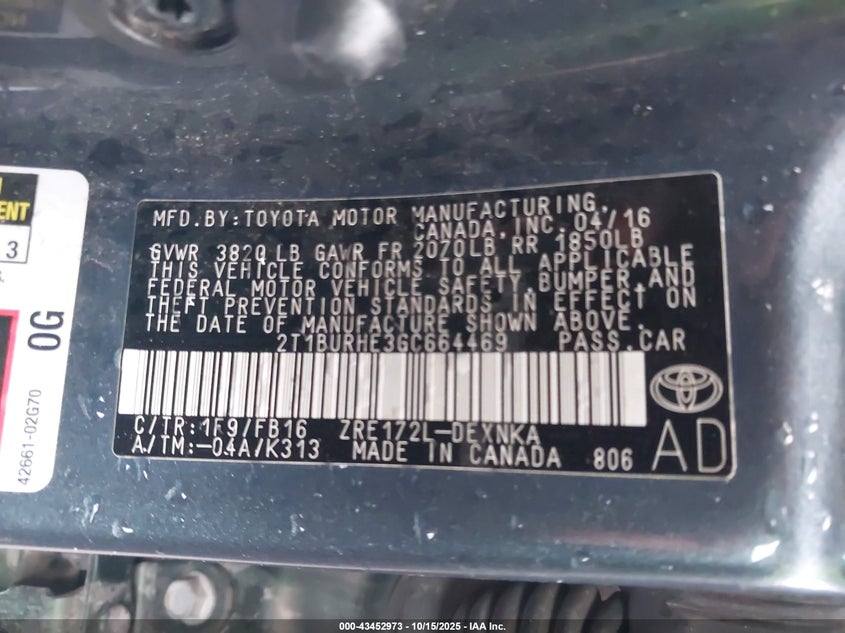 MFD. BY: TOYOTA MOTOR MANUFACTURING,
CANADA, INC. 04/16
GVWR 3820 LB GAWR FR 2070LB RR 1850LB
THIS VEHICLE CONFORMS TO ALL APPLICABLE
FEDERAL MOTOR VEHICLE SAFETY, BUMPER, AND
THEFT PREVENTION STANDARDS IN EFFECT ON
THE DATE OF MANUFACTURE SHOWN ABOVE.
2T1BURHE3GC664469 PASS. CAR
C/TR: 1F9/FB16 ZRE172L-DEXNKA
A/TM: -04A/K313 MADE IN CANADA 806
AD
3
0G
42661-02G70
000-43452973 - 10/15/2025 - IAA Inc.